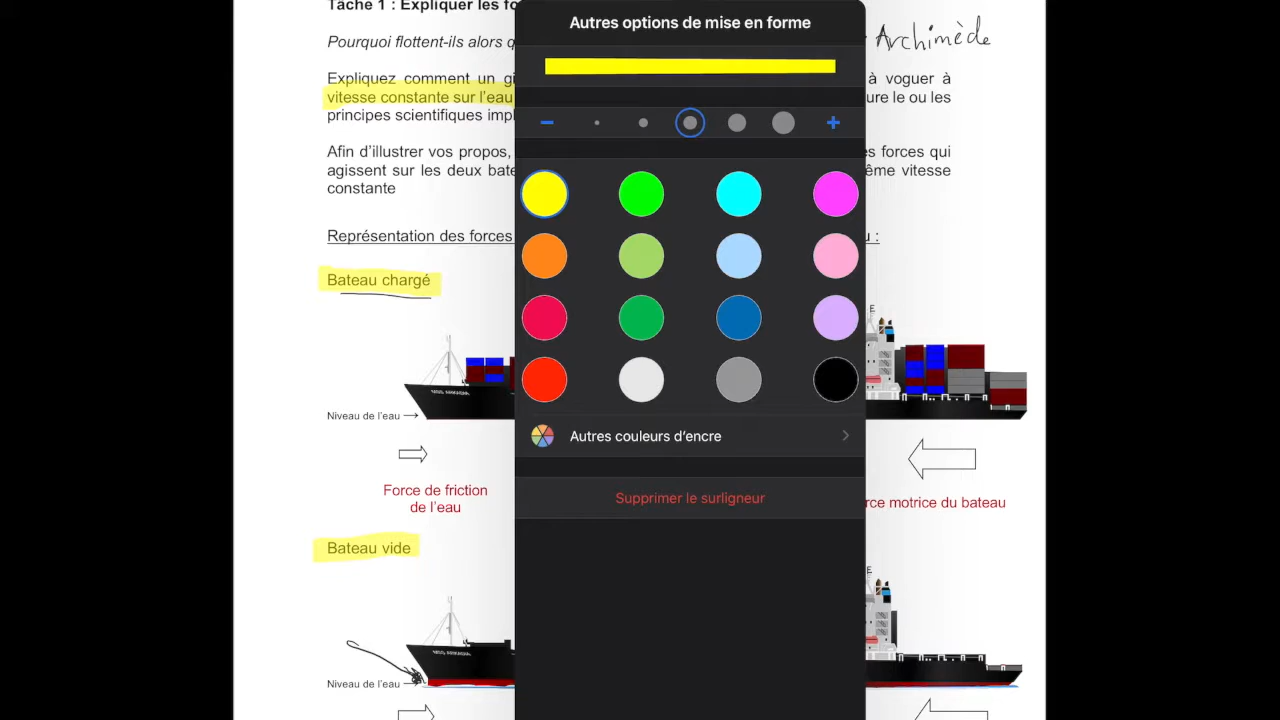 Tâche 1 : Expliquer les fo
Autres options de mise en forme
Archimède
Pourquoi flottent-ils alors q
Expliquez comment un gi
à voguer à
vitesse constante sur l'eau
ure le ou les
principes scientifiques impl
Afin d'illustrer vos propos,
es forces qui
agissent sur les deux bate
ême vitesse
constante
Représentation des forces
u :
Bateau chargé
Niveau de l'eau
Autres couleurs d'encre
Force de friction
de l'eau
Supprimer le surligneur
rce motrice du bateau
Bateau vide
Niveau de l'eau